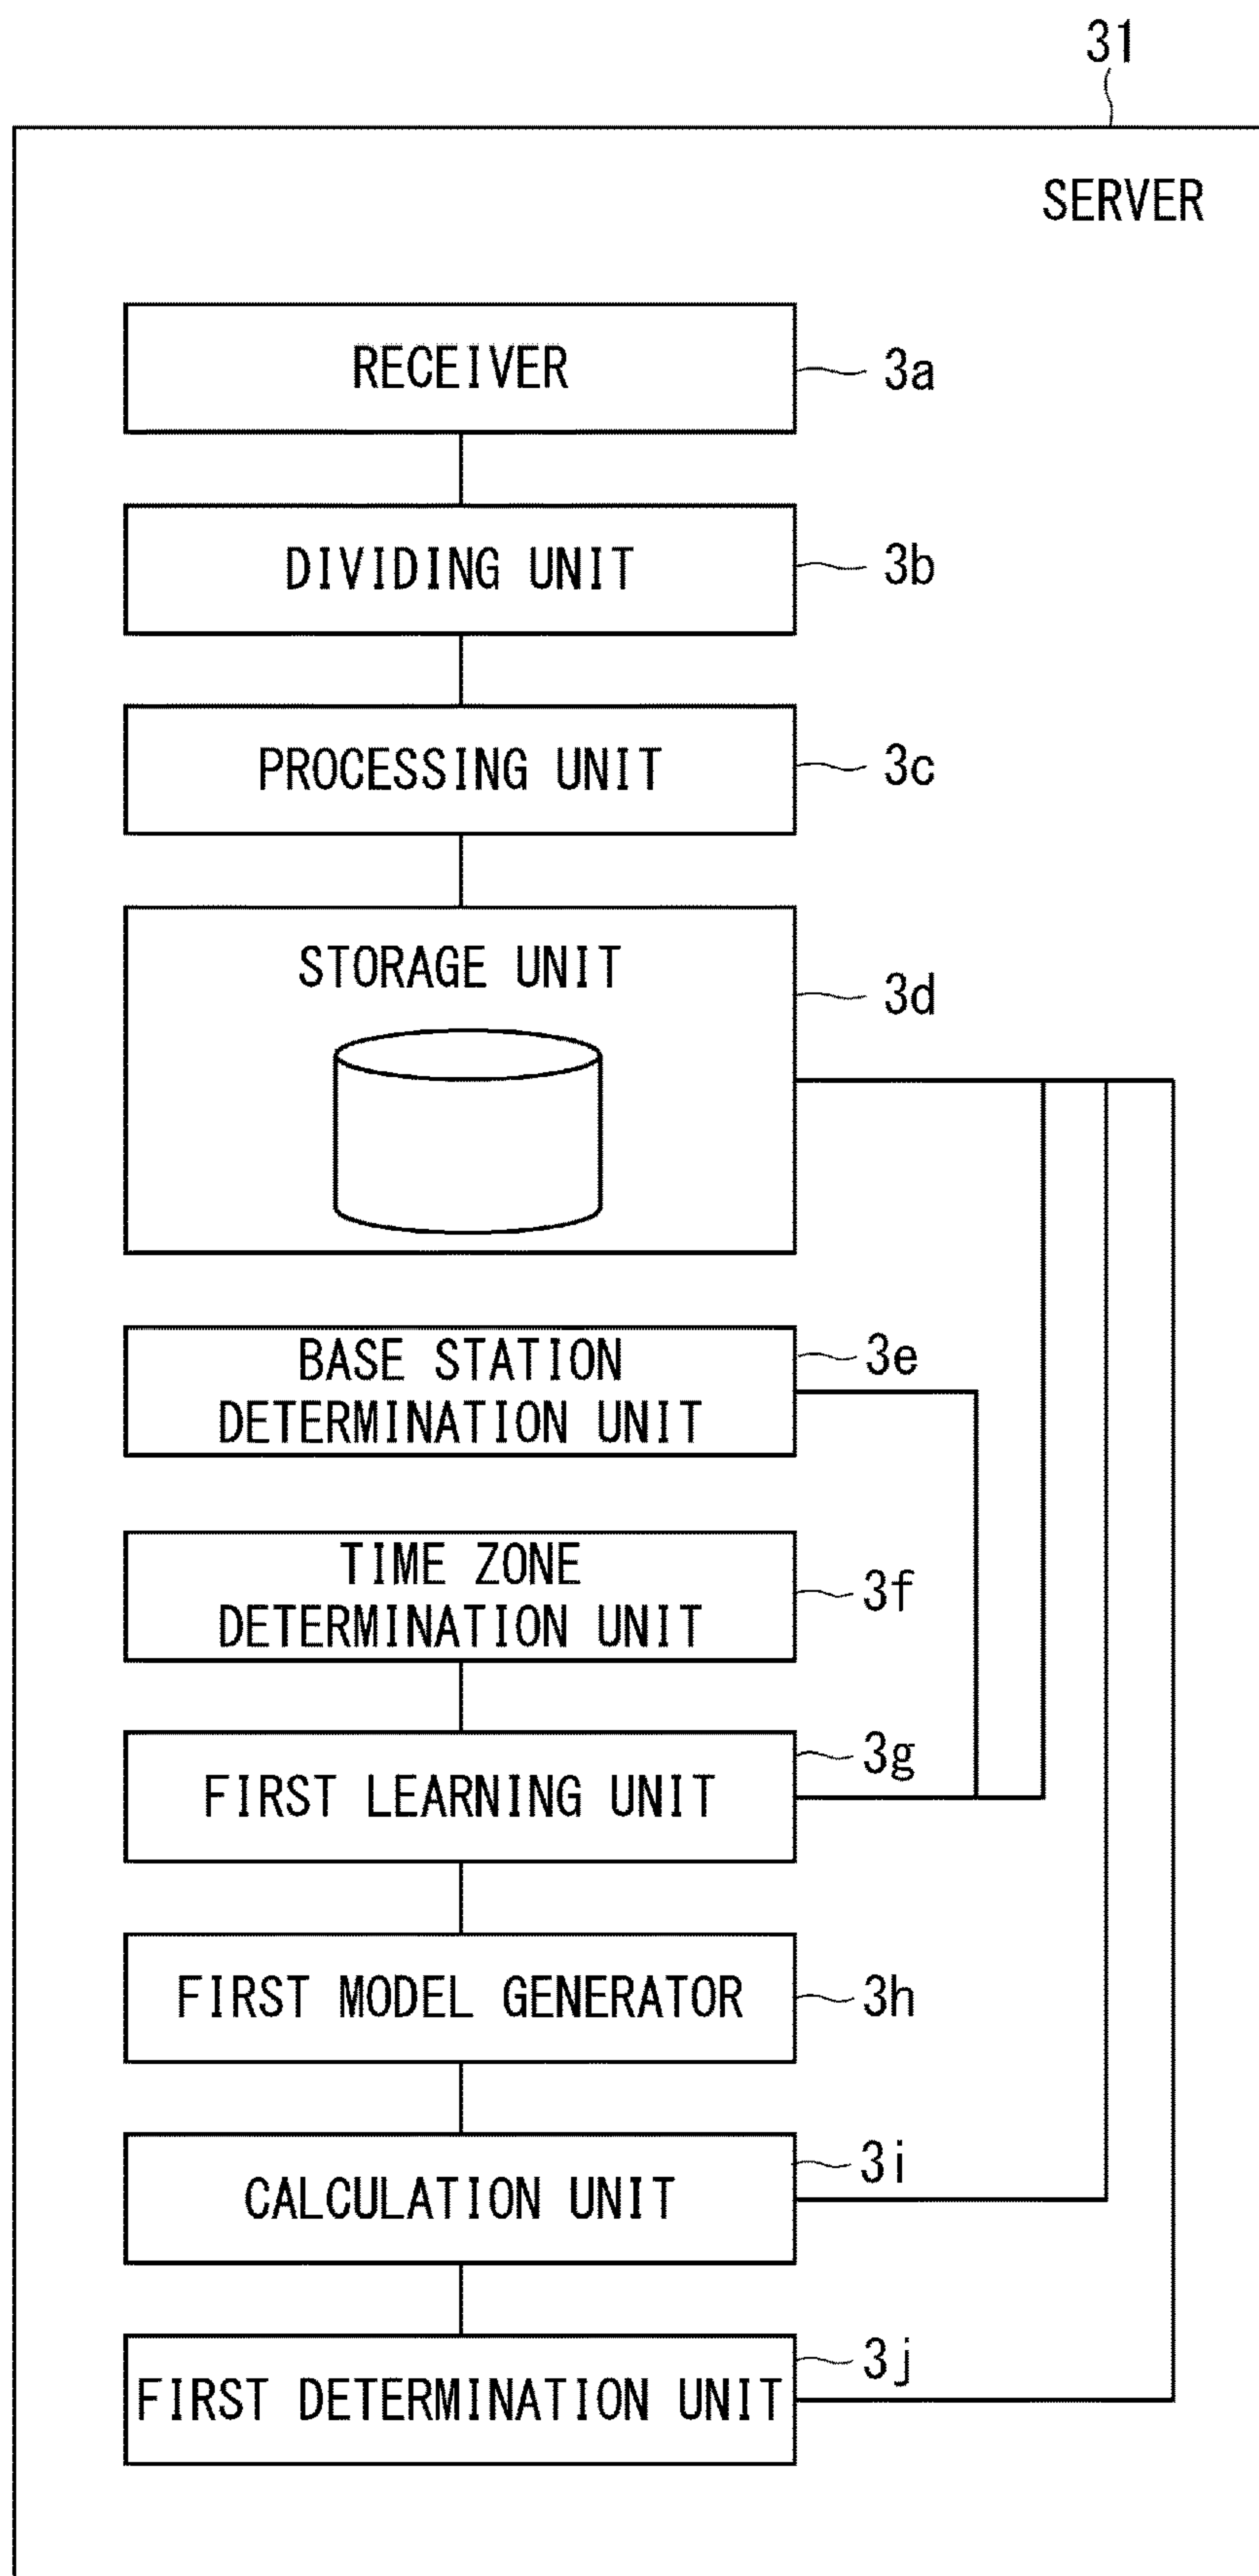 31
SERVER
RECEIVER
3a
DIVIDING UNIT
3b
PROCESSING UNIT
3c
STORAGE UNIT
3d
BASE STATION
DETERMINATION UNIT
3e
TIME ZONE
DETERMINATION UNIT
3f
FIRST LEARNING UNIT
3g
FIRST MODEL GENERATOR
3h
CALCULATION UNIT
3i
FIRST DETERMINATION UNIT
3j